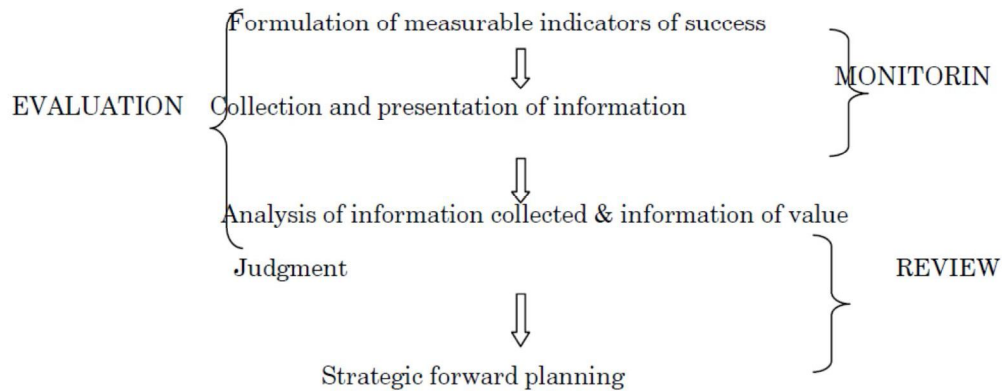 Formulation of measurable indicators of success
MONITORIN
EVALUATION
Collection and presentation of information
Analysis of information collected & information of value
Judgment
REVIEW
Strategic forward planning